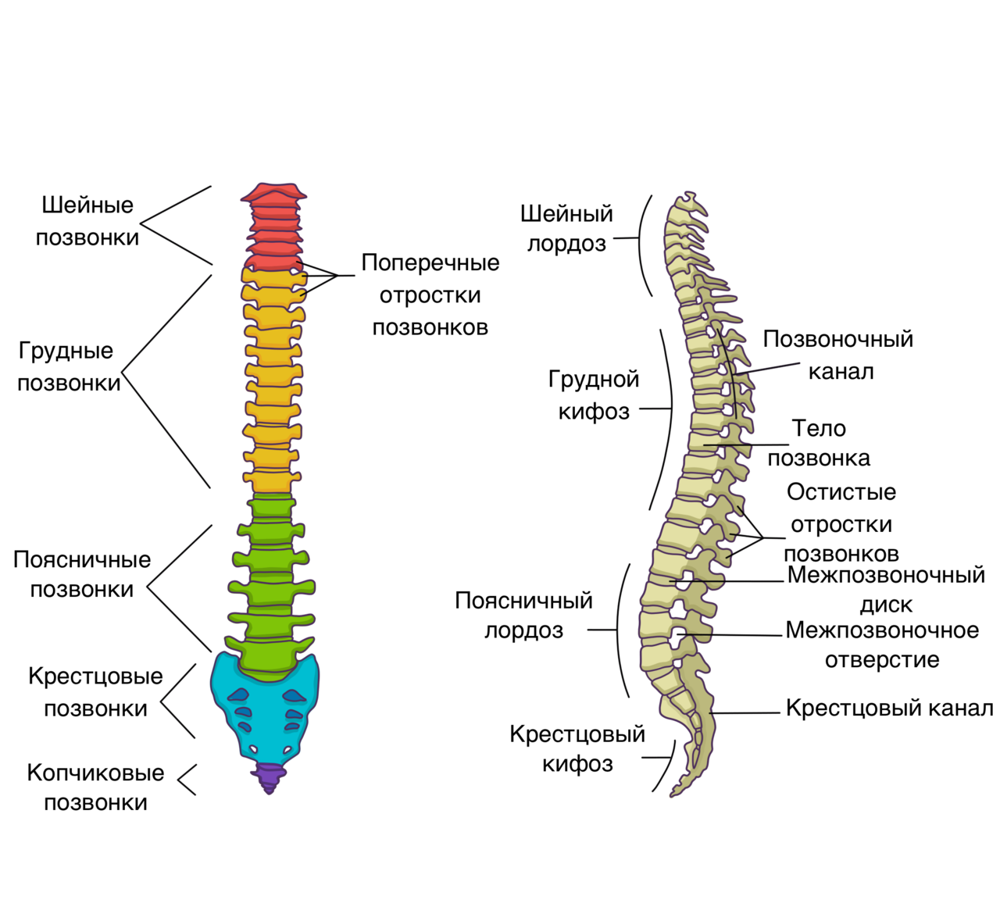 Шейные
позвонки
Грудные
позвонки
Поясничные
позвонки
Крестцовые
позвонки
Копчиковые
позвонки
Поперечные
отростки
позвонков
Шейный
лордоз
Грудной
кифоз
Поясничный
лордоз
Крестцовый
кифоз
Позвоночный
канал
Тело
позвонка
Остистые
отростки
позвонков
Межпозвоночный
диск
Межпозвоночное
отверстие
Крестцовый канал